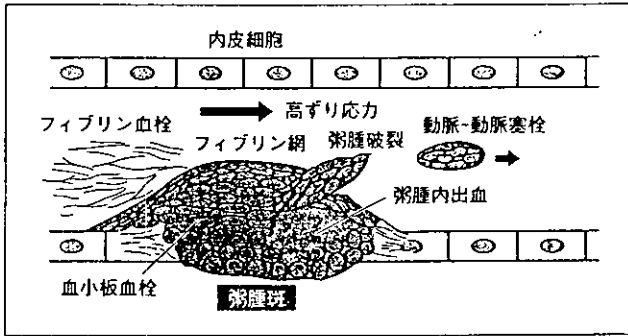 内皮細胞
高ずり応力
フィブリン血栓
フィブリン網
粥腫破裂
動脈~動脈塞栓
粥腫内出血
血小板血栓
粥腫斑